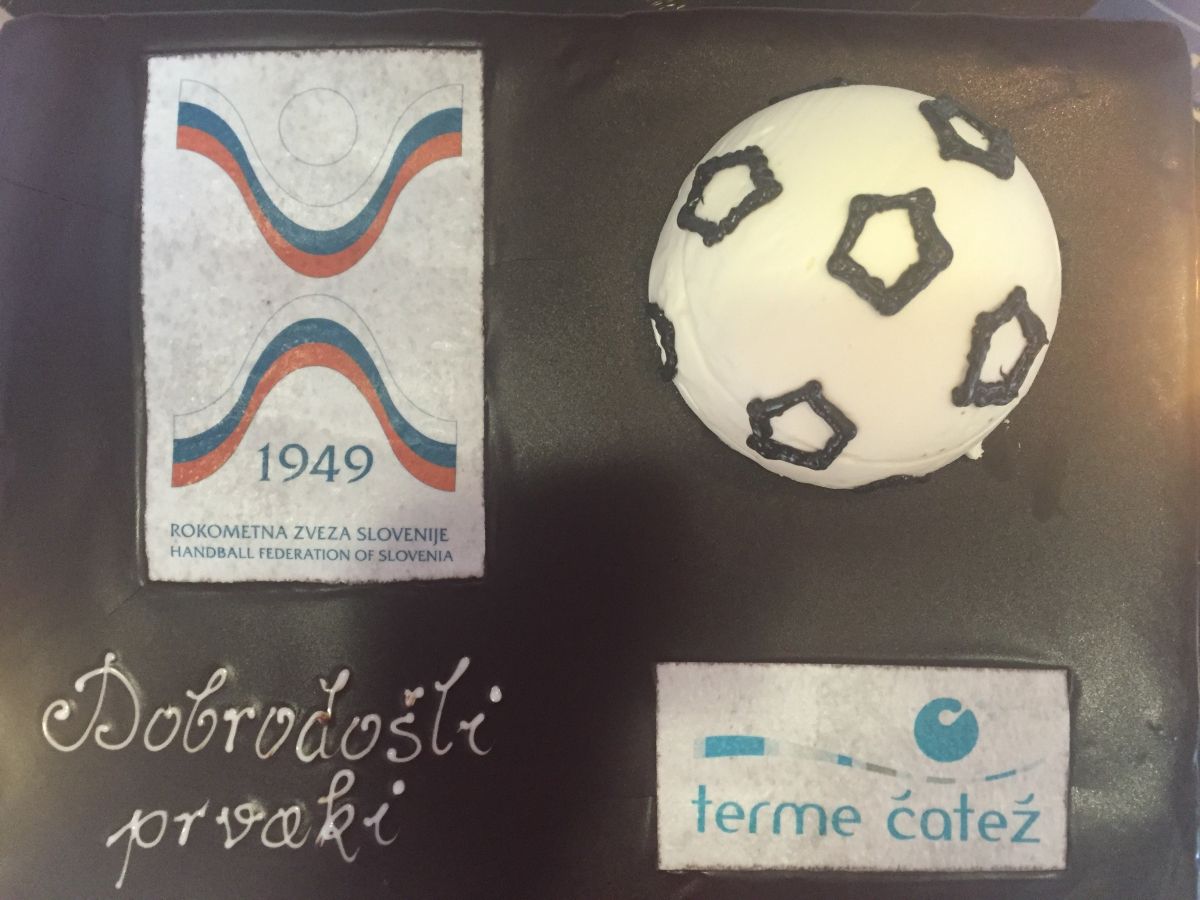 1949
ROKOMETNA ZVEZA SLOVENIJE
HANDBALL FEDERATION OF SLOVENIA
Dobrodošli
prvaki
terme čatež